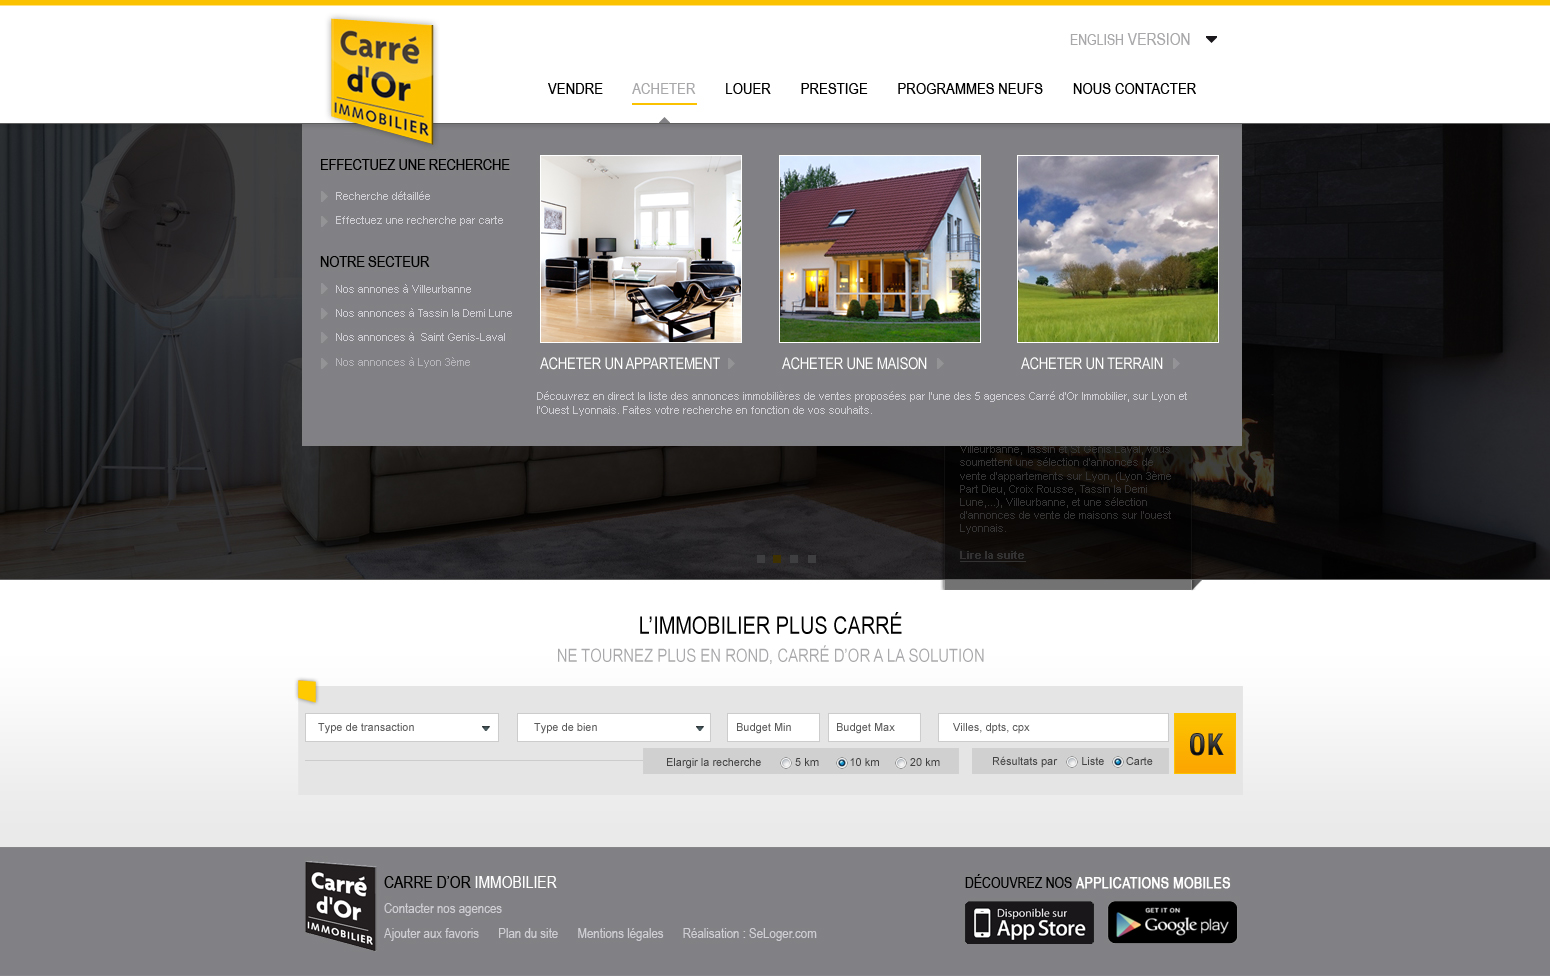 Carré
d'Or
IMMOBILIER
ENGLISH VERSION
VENDRE ACHETER LOUER PRESTIGE PROGRAMMES NEUFS NOUS CONTACTER
EFFECTUEZ UNE RECHERCHE
Recherche détaillée
Effectuez une recherche par carte
NOTRE SECTEUR
Nos annones á Villeurbanne
Nos annonces á Tassin la Demi Lune
Nos annonces á Saint Genis-Laval
Nos annonces á Lyon 3ème
ACHETER UN APPARTEMENT
ACHETER UNE MAISON
ACHETER UN TERRAIN
Découvrez en direct la liste des annonces immobilières de ventes proposées par l'une des 5 agences Carré d'Or Immobilier, sur Lyon et
l'Ouest Lyonnais. Faites votre recherche en fonction de vos souhaits.
Villeurbanne, Tassin et St Genis Laval, vous
soumettent une sélection d'annonces de
vente d'appartements sur Lyon, (Lyon 3ème
Part Dieu, Croix Rousse, Tassin la Demi
Lune,...), Villeurbanne, et une sélection
d'annonces de vente de maisons sur l'ouest
Lyonnais.
Lire la suite
L'IMMOBILIER PLUS CARRÉ
NE TOURNEZ PLUS EN ROND, CARRÉ D'OR A LA SOLUTION
Type de transaction Type de bien Budget Min Budget Max Villes, dpts, cpx OK
Elargir la recherche 5 km 10 km 20 km Résultats par Liste Carte
Carré
d'Or
IMMOBILIER
CARRE D'OR IMMOBILIER
Contacter nos agences
Ajouter aux favoris Plan du site Mentions légales Réalisation : SeLoger.com
DÉCOUVREZ NOS APPLICATIONS MOBILES
Disponible sur
App Store
GET IT ON
Google play